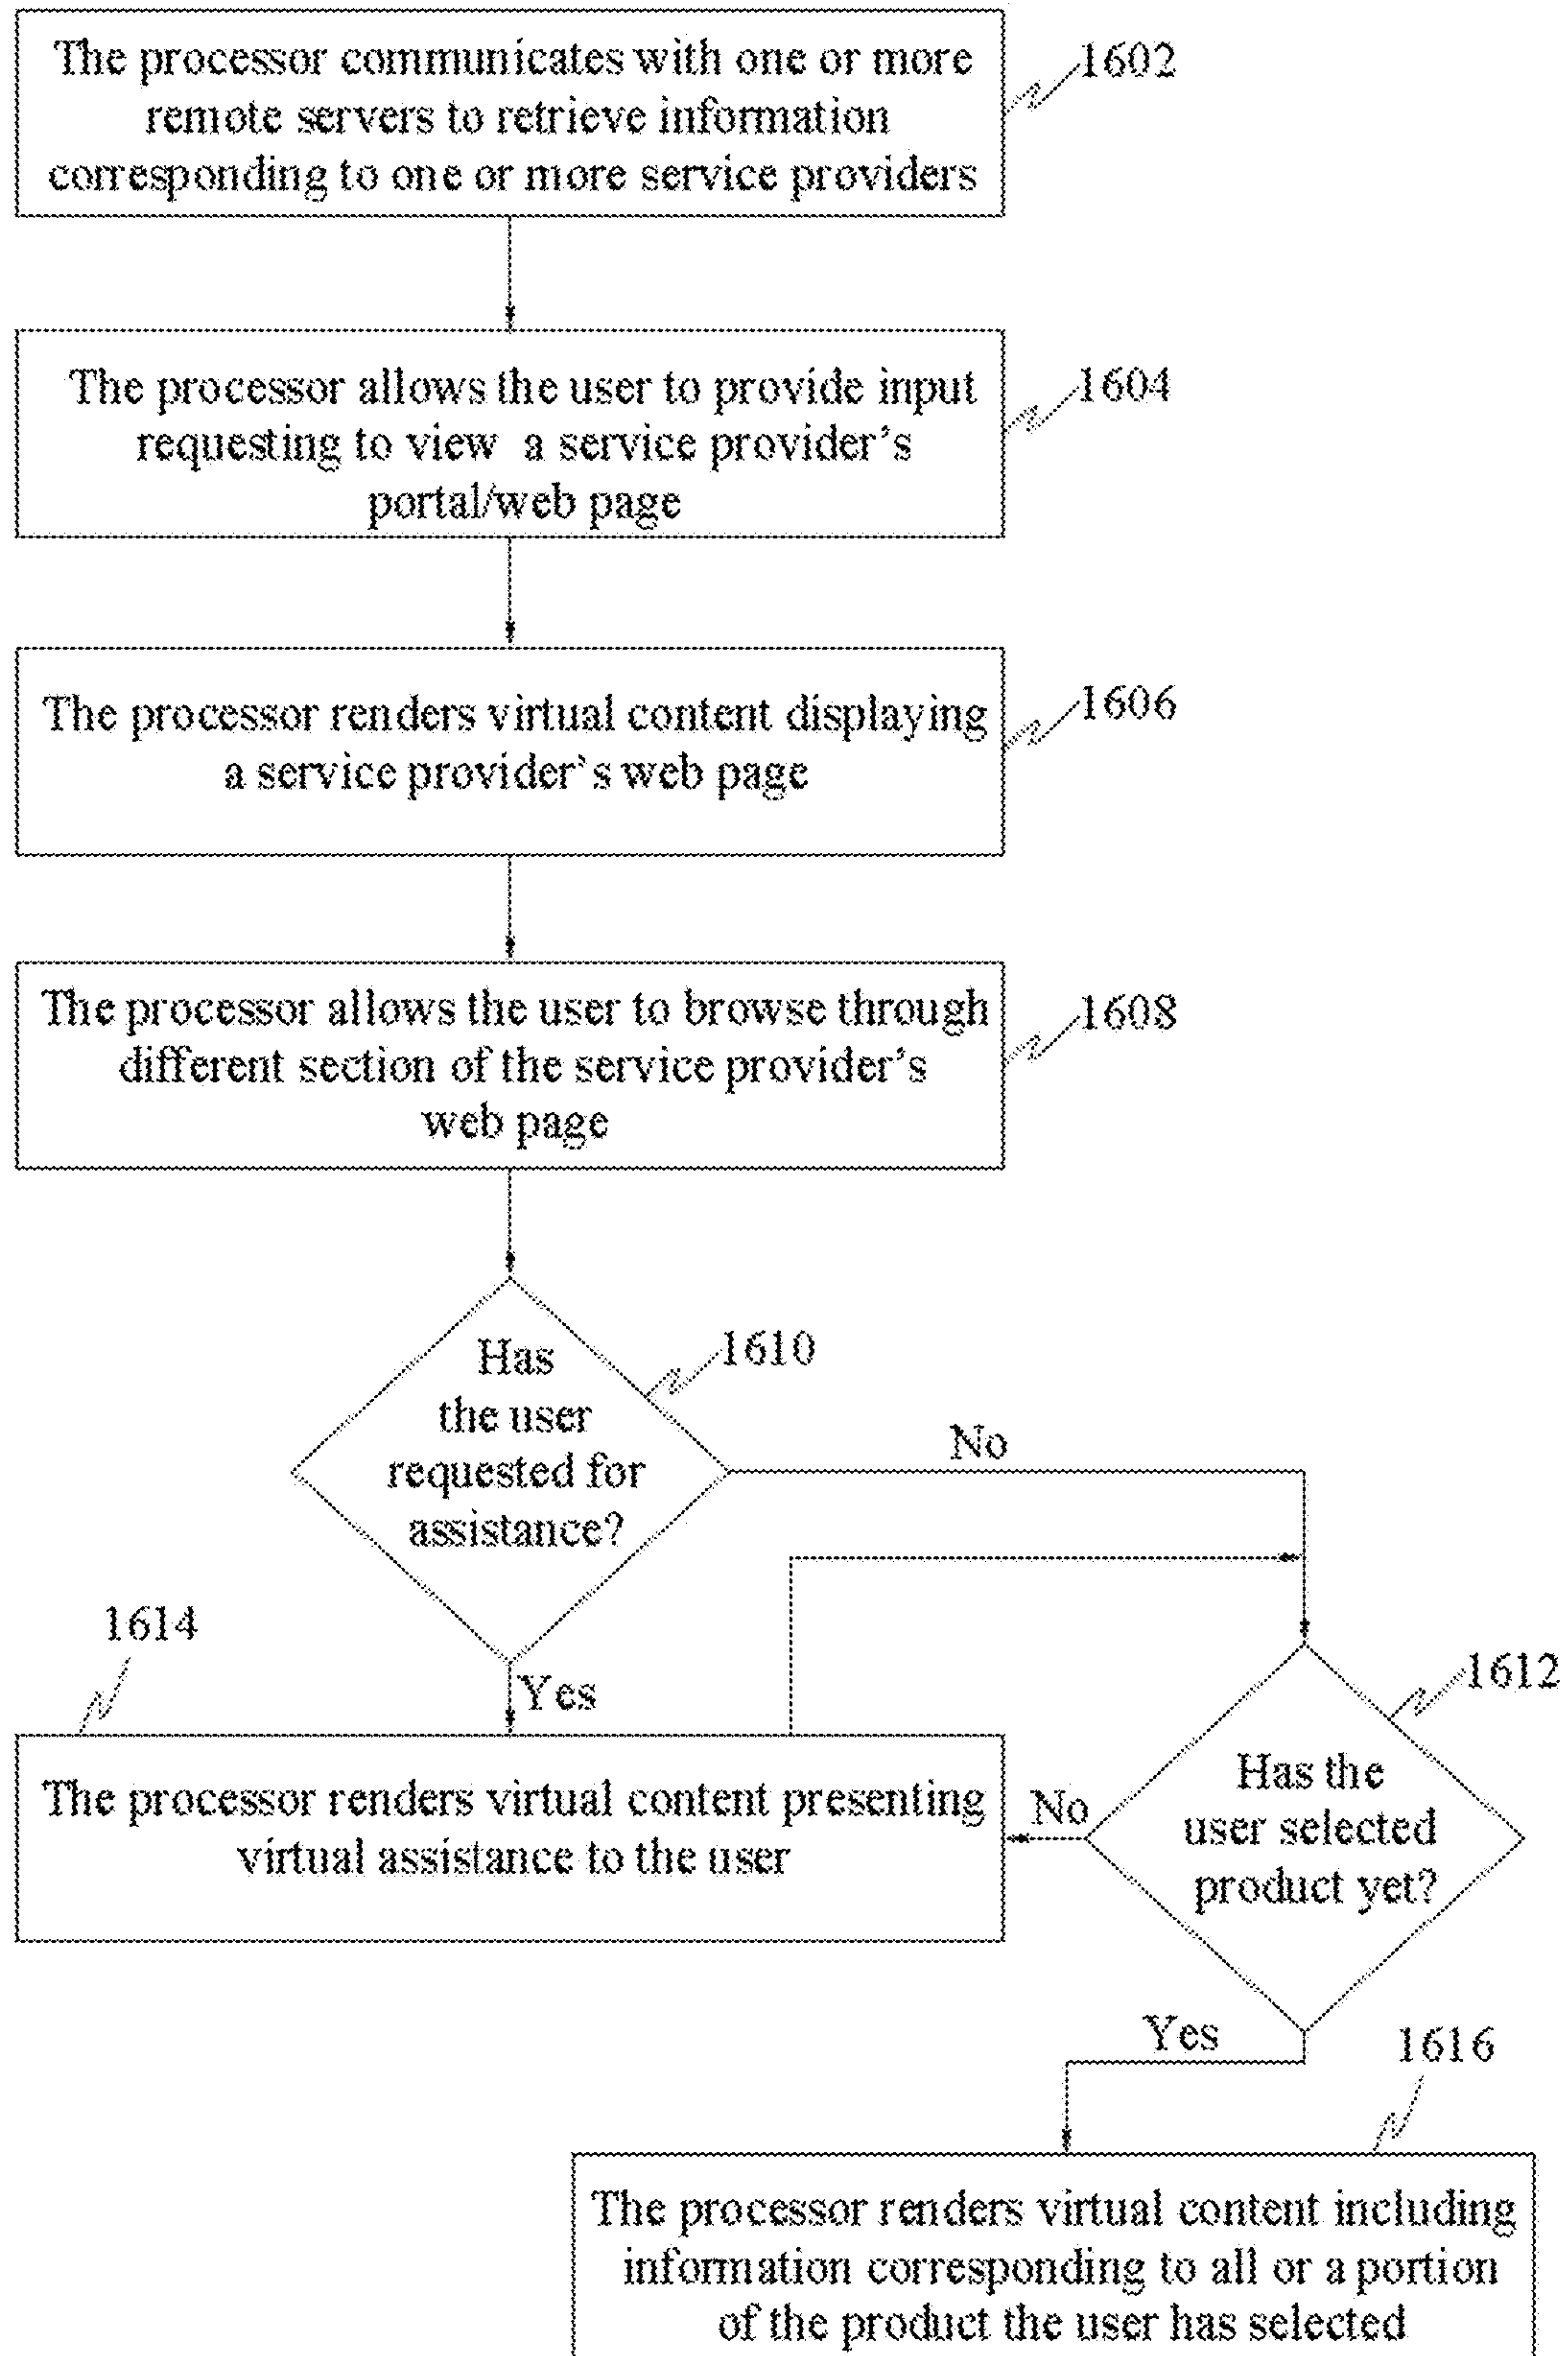 The processor communicates with one or more
remote servers to retrieve information
corresponding to one or more service providers
1602
The processor allows the user to provide input
requesting to view a service provider's
portal/web page
1604
The processor renders virtual content displaying
a service provider's web page
1606
The processor allows the user to browse through
different section of the service provider's
web page
1608
Has
the user
requested for
assistance?
1610
No
Yes
1614
The processor renders virtual content presenting
virtual assistance to the user
No
Has the
user selected
product yet?
1612
Yes
1616
The processor renders virtual content including
information corresponding to all or a portion
of the product the user has selected